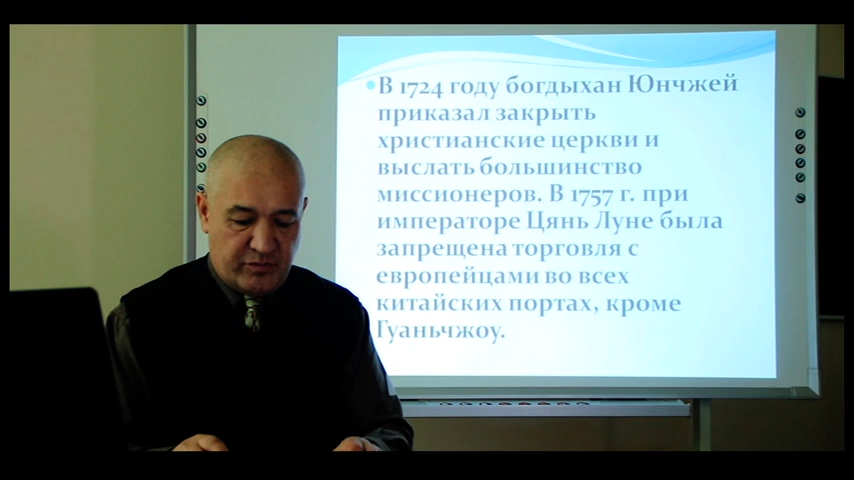 В 1724 году богдыхан Юнчжей
приказал закрыть
христианские церкви и
выслать большинство
миссионеров. В 1757 г. при
императоре Цянь Луне была
запрещена торговля с
европейцами во всех
китайских портах, кроме
Гуаньчжоу.